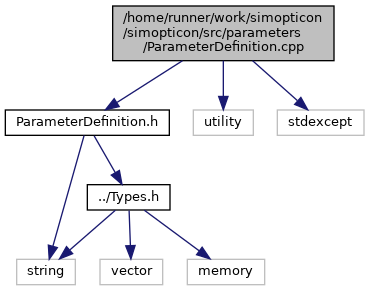 /home/runner/work/simopticon
/simopticon/src/parameters
/ParameterDefinition.cpp
ParameterDefinition.h
utility
stdexcept
../Types.h
string
vector
memory